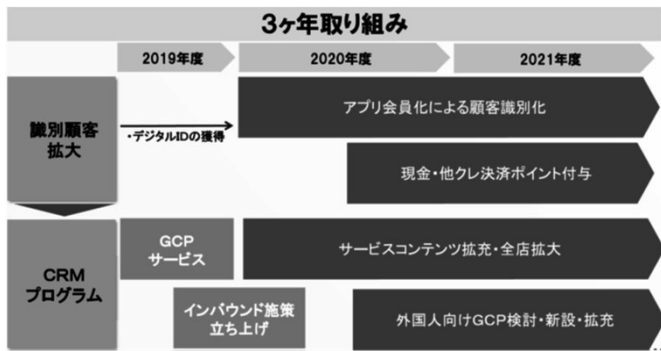 3ヶ年取り組み
2019年度
2020年度
2021年度
識別顧客
拡大
・デジタルIDの獲得
アプリ会員化による顧客識別化
現金・他クレ決済ポイント付与
CRM
プログラム
GCP
サービス
サービスコンテンツ拡充・全店拡大
インバウンド施策
立ち上げ
外国人向けGCP検討・新設・拡充